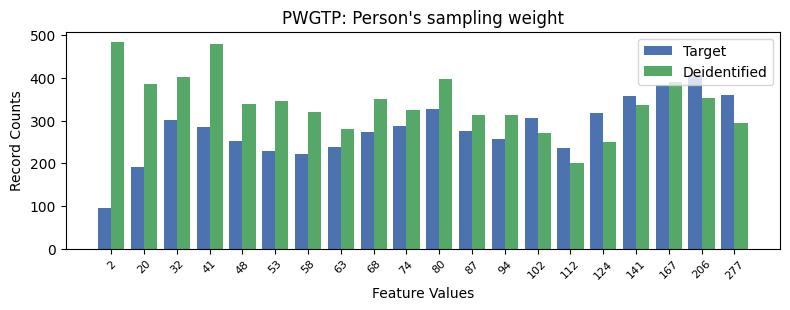 PWGTP: Person's sampling weight
500
400
300
200
100
0
Record Counts
Target
Deidentified
2 20 32 41 48 53 58 63 68 74 80 87 94 102 112 124 141 167 206 277
Feature Values